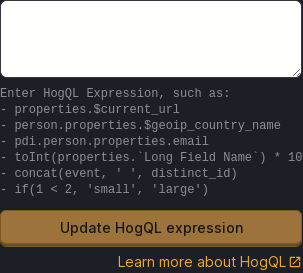 Enter HogQL Expression, such as:
- properties.$current_url
- person.properties.$geoip_country_name
- pdi.person.properties.email
- toInt(properties.`Long Field Name`) * 10
- concat(event, ' ', distinct_id)
- if(1 < 2, 'small', 'large')
Update HogQL expression
Learn more about HogQL